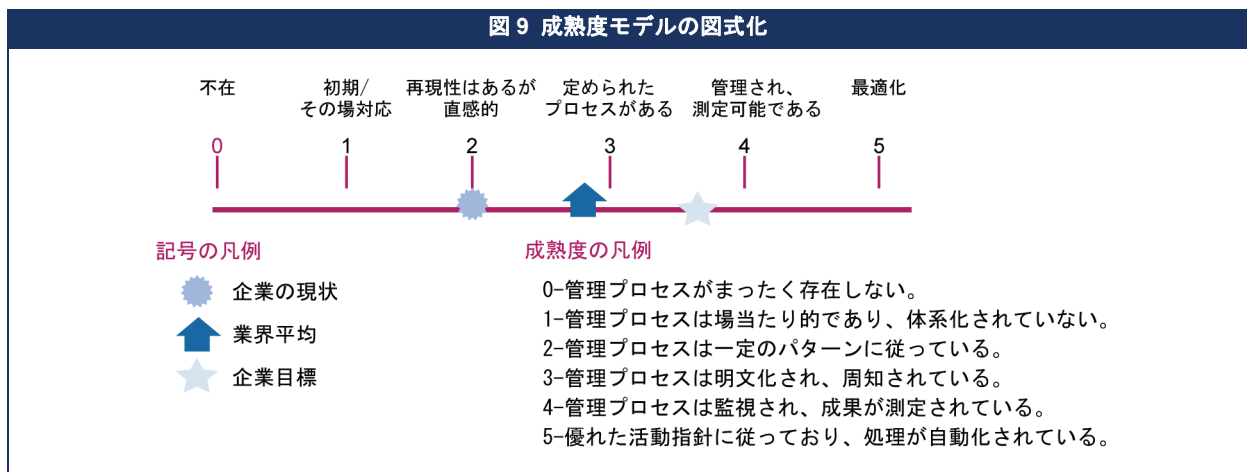 図 9 成熟度モデルの図式化
不在
初期/
その場対応
再現性はあるが
直感的
定められた
プロセスがある
管理され、
測定可能である
最適化
0 1 2 3 4 5
記号の凡例
企業の現状
業界平均
企業目標
成熟度の凡例
0-管理プロセスがまったく存在しない。
1-管理プロセスは場当たり的であり、体系化されていない。
2-管理プロセスは一定のパターンに従っている。
3-管理プロセスは明文化され、周知されている。
4-管理プロセスは監視され、成果が測定されている。
5-優れた活動指針に従っており、処理が自動化されている。